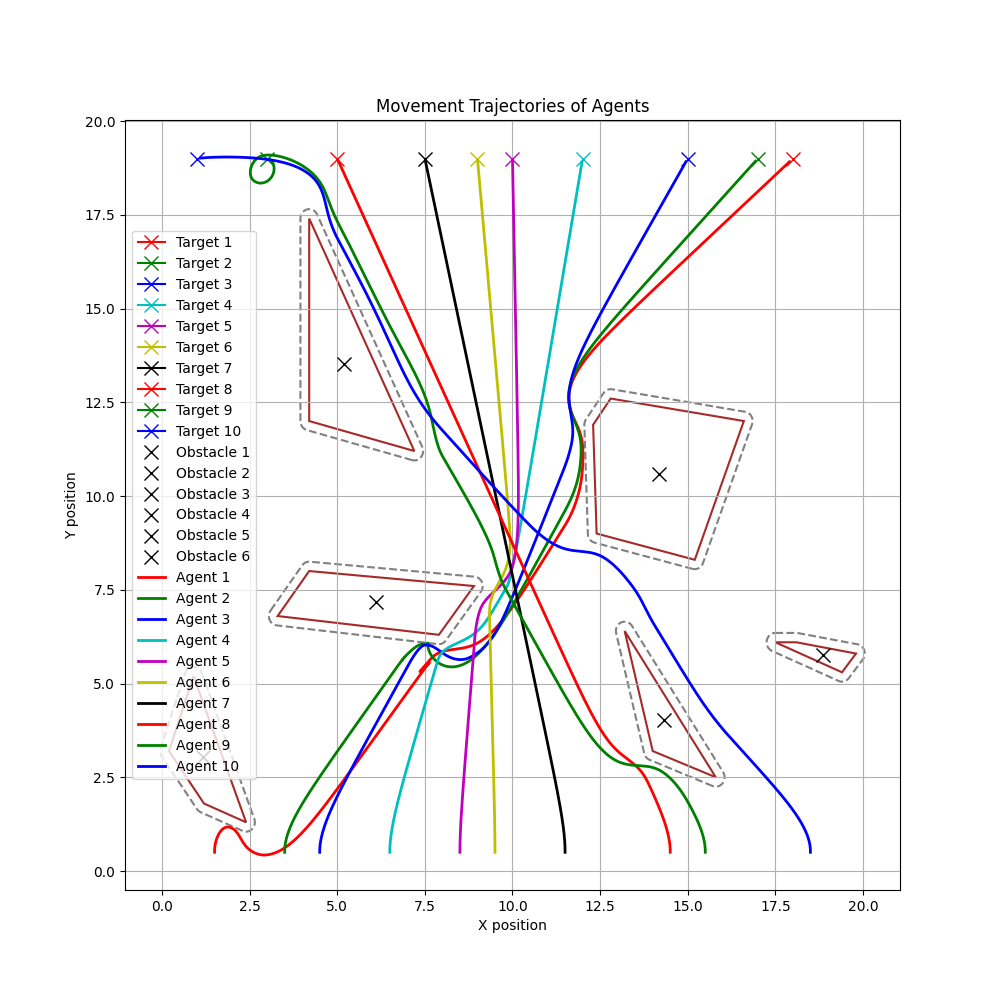 Movement Trajectories of Agents
20.0
17.5
15.0
12.5
10.0
7.5
5.0
2.5
0.0
Y position
Target 1
Target 2
Target 3
Target 4
Target 5
Target 6
Target 7
Target 8
Target 9
Target 10
Obstacle 1
Obstacle 2
Obstacle 3
Obstacle 4
Obstacle 5
Obstacle 6
Agent 1
Agent 2
Agent 3
Agent 4
Agent 5
Agent 6
Agent 7
Agent 8
Agent 9
Agent 10
0.0 2.5 5.0 7.5 10.0 12.5 15.0 17.5 20.0
X position